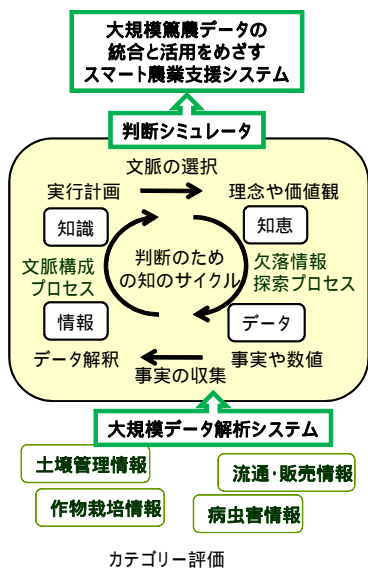 大規模篤農データの
統合と活用をめざす
スマート農業支援システム
判断シミュレータ
文脈の選択
実行計画
理念や価値観
知識
知恵
文脈構成
プロセス
判断のため
の知のサイクル
欠落情報
探索プロセス
情報
データ
データ解釈
事実や数値
事実の収集
大規模データ解析システム
土壌管理情報
流通・販売情報
作物栽培情報
病虫害情報
カテゴリー評価